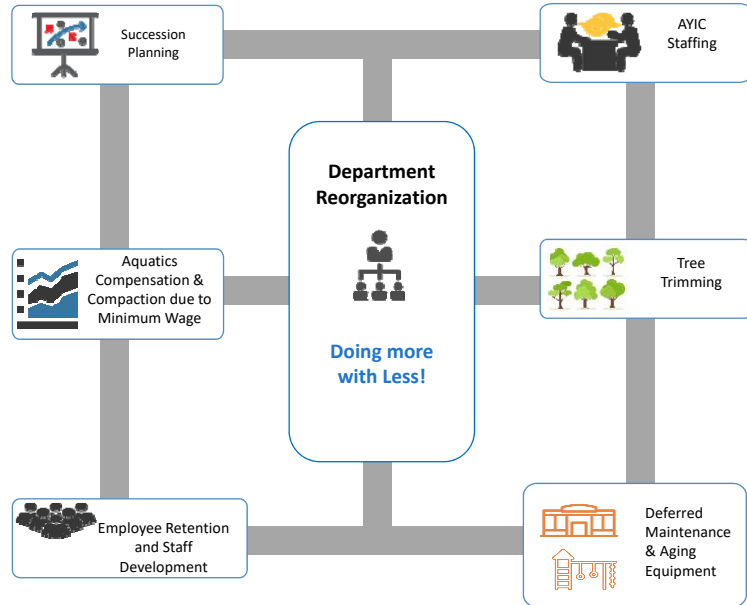 Succession
Planning
AYIC
Staffing
Department
Reorganization
Doing more
with Less!
Aquatics
Compensation &
Compaction due to
Minimum Wage
Tree
Trimming
Employee Retention
and Staff
Development
Deferred
Maintenance
& Aging
Equipment